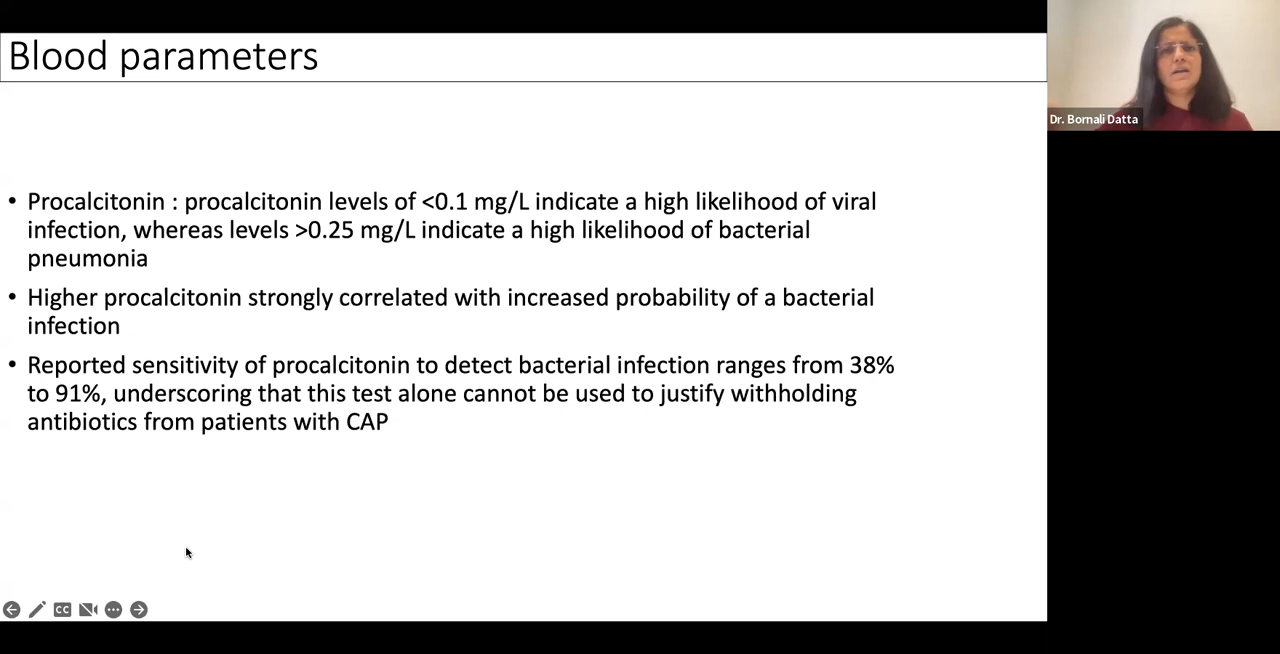 Blood parameters
Dr. Bornali Datta
• Procalcitonin : procalcitonin levels of <0.1 mg/L indicate a high likelihood of viral
infection, whereas levels >0.25 mg/L indicate a high likelihood of bacterial
pneumonia
• Higher procalcitonin strongly correlated with increased probability of a bacterial
infection
• Reported sensitivity of procalcitonin to detect bacterial infection ranges from 38%
to 91%, underscoring that this test alone cannot be used to justify withholding
antibiotics from patients with CAP
CC